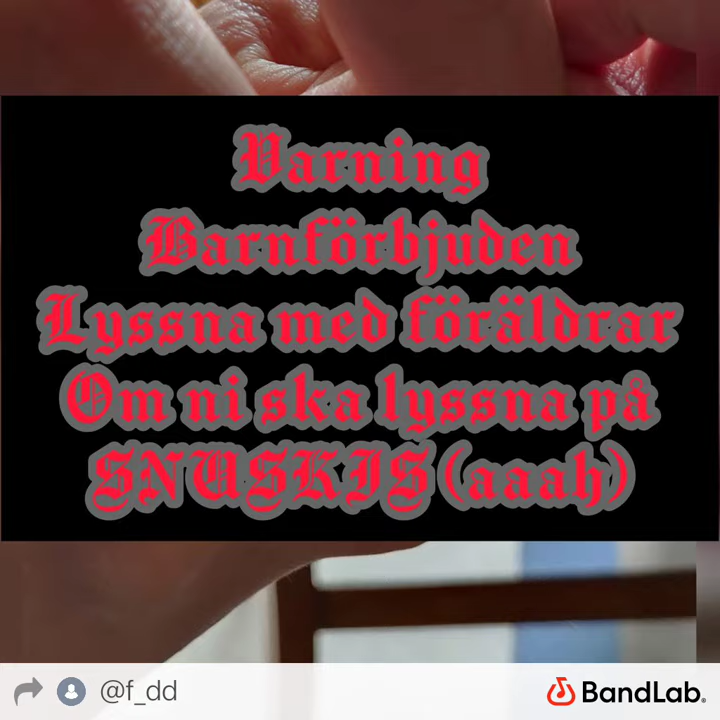 Varning
Barnförbjuden
Lyssna med föräldrar
Om ni ska lyssna på
SNUSKIS (aaah)
@f_dd
BandLab®